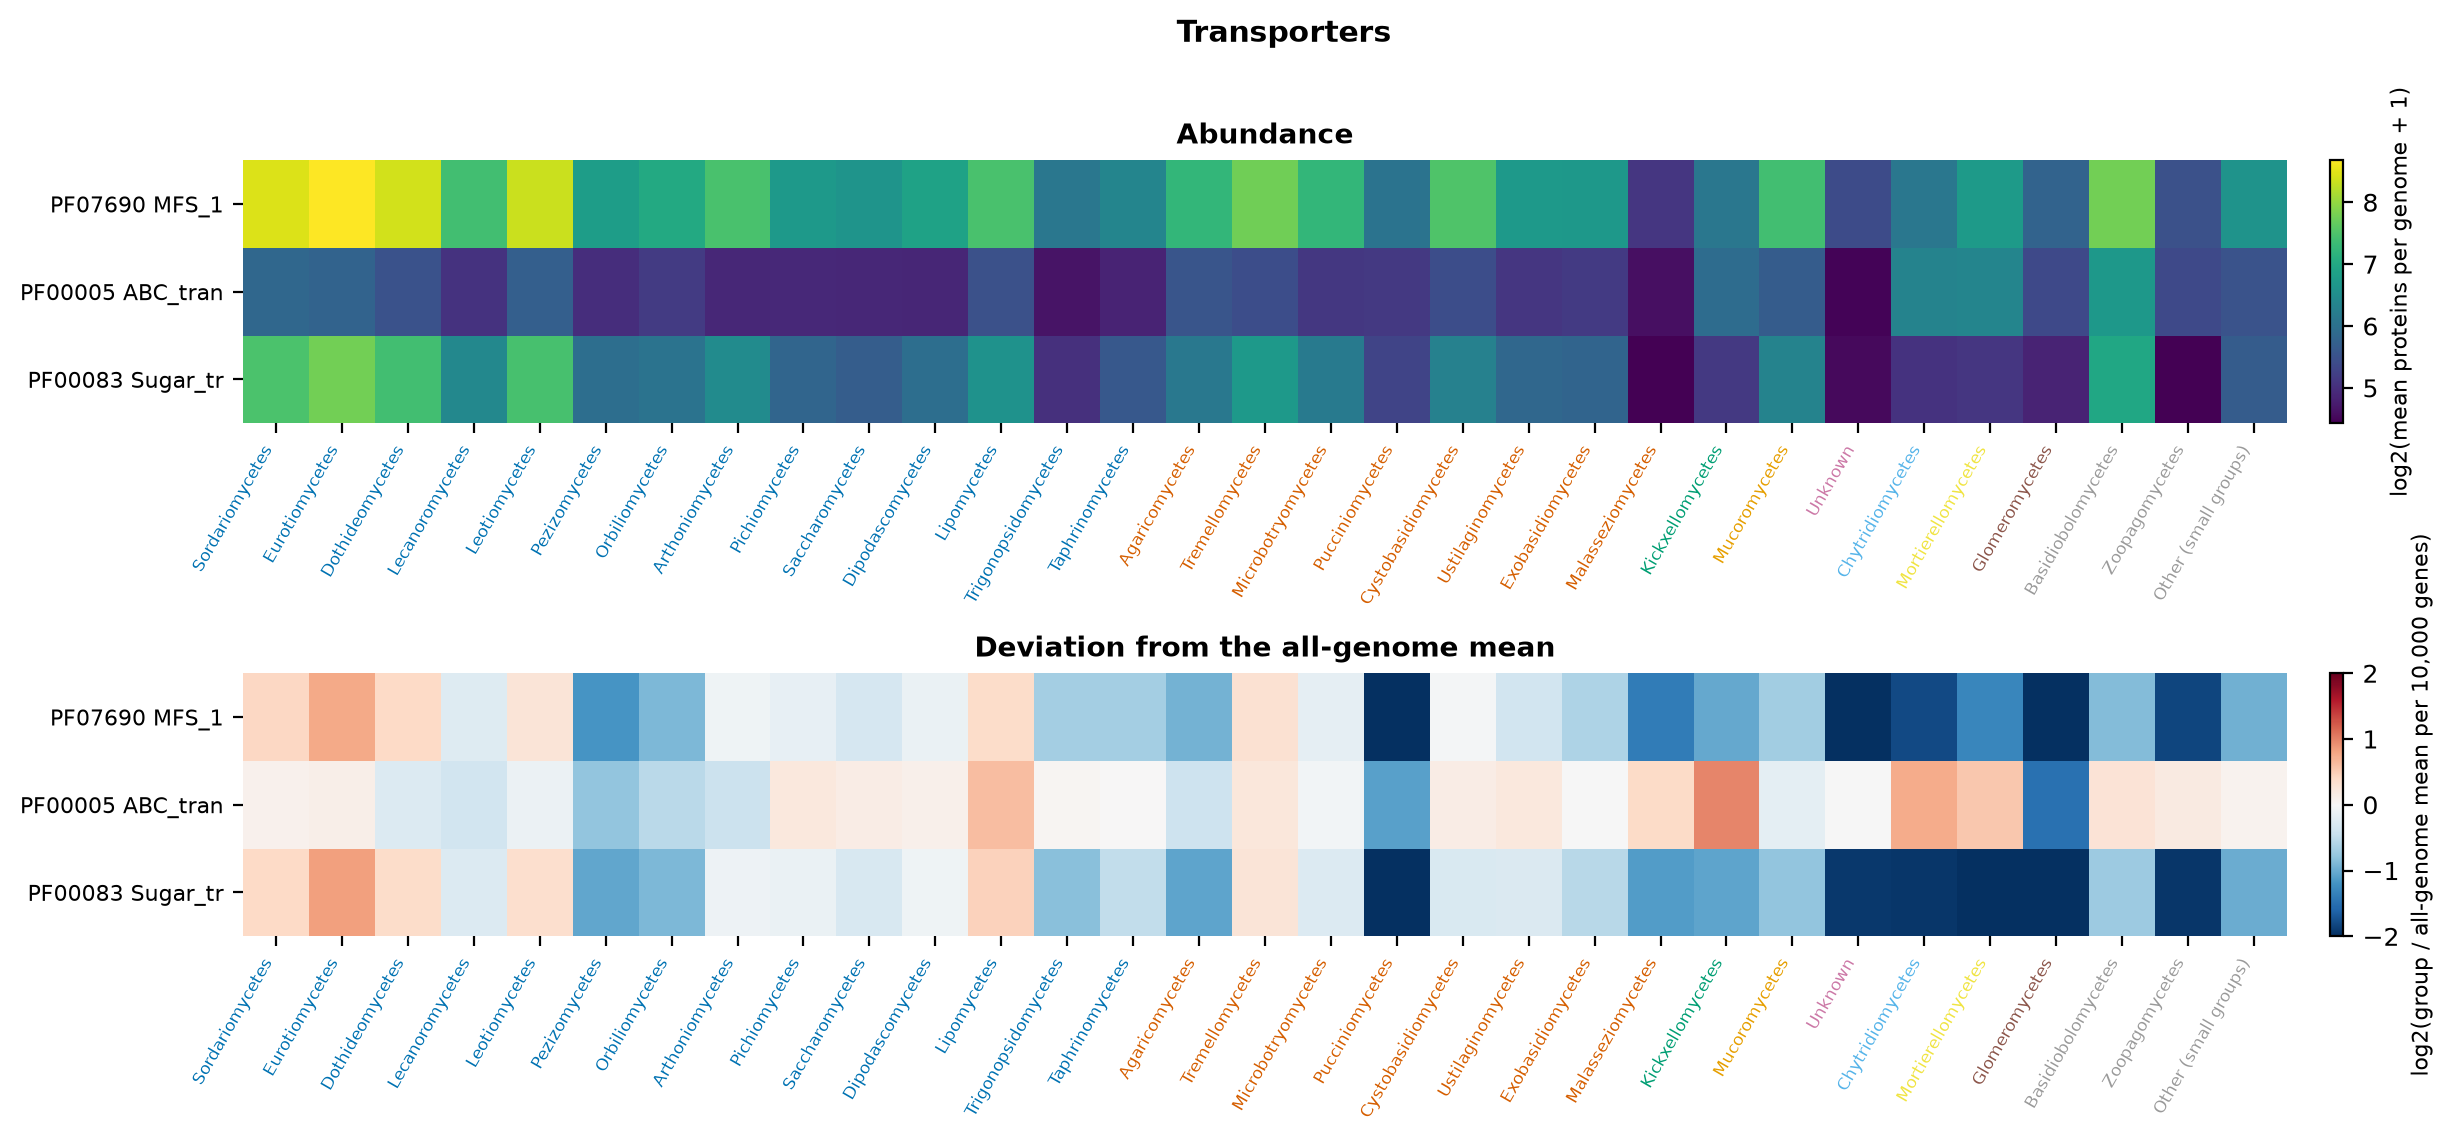 Transporters
Abundance
PF07690 MFS_1
PF00005 ABC_tran
PF00083 Sugar_tr
Sordariomycetes
Eurotiomycetes
Dothideomycetes
Lecanoromycetes
Leotiomycetes
Pezizomycetes
Orbiliomycetes
Arthoniomycetes
Pichiomycetes
Saccharomycetes
Dipodascomycetes
Lipomycetes
Trigonopsidomycetes
Taphrinomycetes
Agaricomycetes
Tremellomycetes
Microbotryomycetes
Pucciniomycetes
Cystobasidiomycetes
Ustilaginomycetes
Exobasidiomycetes
Malasseziomycetes
Kickxellomycetes
Mucoromycetes
Unknown
Chytridiomycetes
Mortierellomycetes
Glomeromycetes
Basidiobolomycetes
Zoopagomycetes
Other (small groups)
8
7
6
5
log2(mean proteins per genome + 1)
Deviation from the all-genome mean
PF07690 MFS_1
PF00005 ABC_tran
PF00083 Sugar_tr
Sordariomycetes
Eurotiomycetes
Dothideomycetes
Lecanoromycetes
Leotiomycetes
Pezizomycetes
Orbiliomycetes
Arthoniomycetes
Pichiomycetes
Saccharomycetes
Dipodascomycetes
Lipomycetes
Trigonopsidomycetes
Taphrinomycetes
Agaricomycetes
Tremellomycetes
Microbotryomycetes
Pucciniomycetes
Cystobasidiomycetes
Ustilaginomycetes
Exobasidiomycetes
Malasseziomycetes
Kickxellomycetes
Mucoromycetes
Unknown
Chytridiomycetes
Mortierellomycetes
Glomeromycetes
Basidiobolomycetes
Zoopagomycetes
Other (small groups)
2
1
0
−1
−2
log2(group / all-genome mean per 10,000 genes)